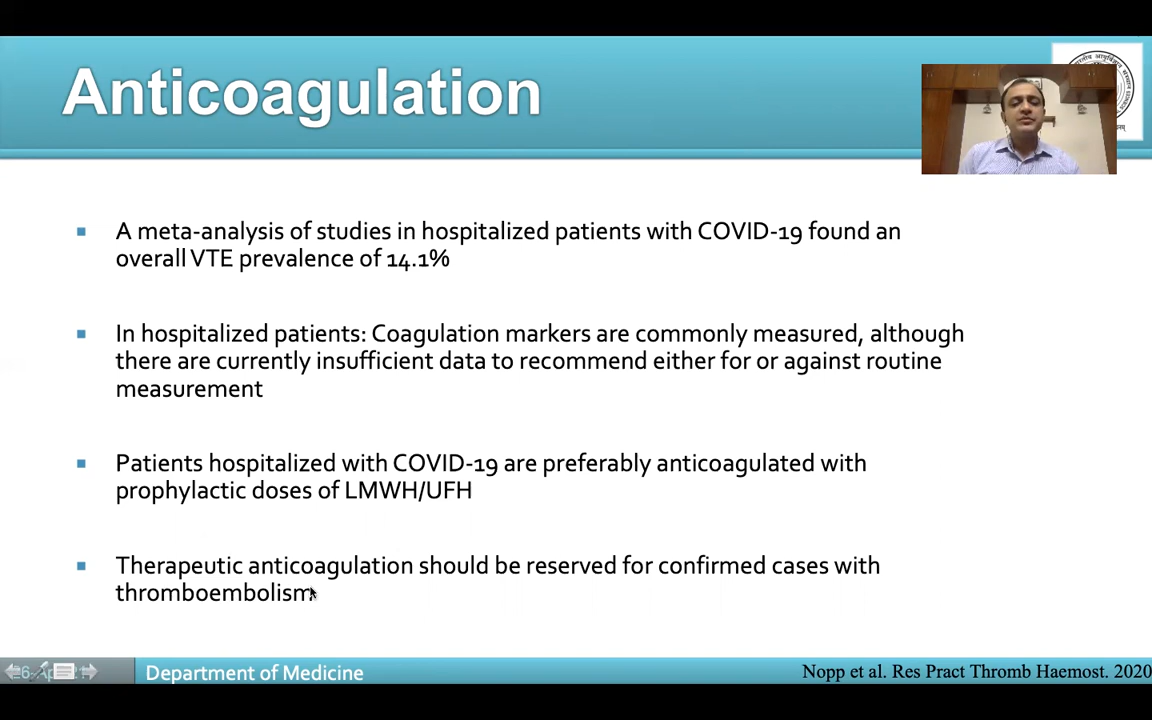 Anticoagulation
A meta-analysis of studies in hospitalized patients with COVID-19 found an
overall VTE prevalence of 14.1%
In hospitalized patients: Coagulation markers are commonly measured, although
there are currently insufficient data to recommend either for or against routine
measurement
Patients hospitalized with COVID-19 are preferably anticoagulated with
prophylactic doses of LMWH/UFH
Therapeutic anticoagulation should be reserved for confirmed cases with
thromboembolism
Department of Medicine
Nopp et al. Res Pract Thromb Haemost. 2020